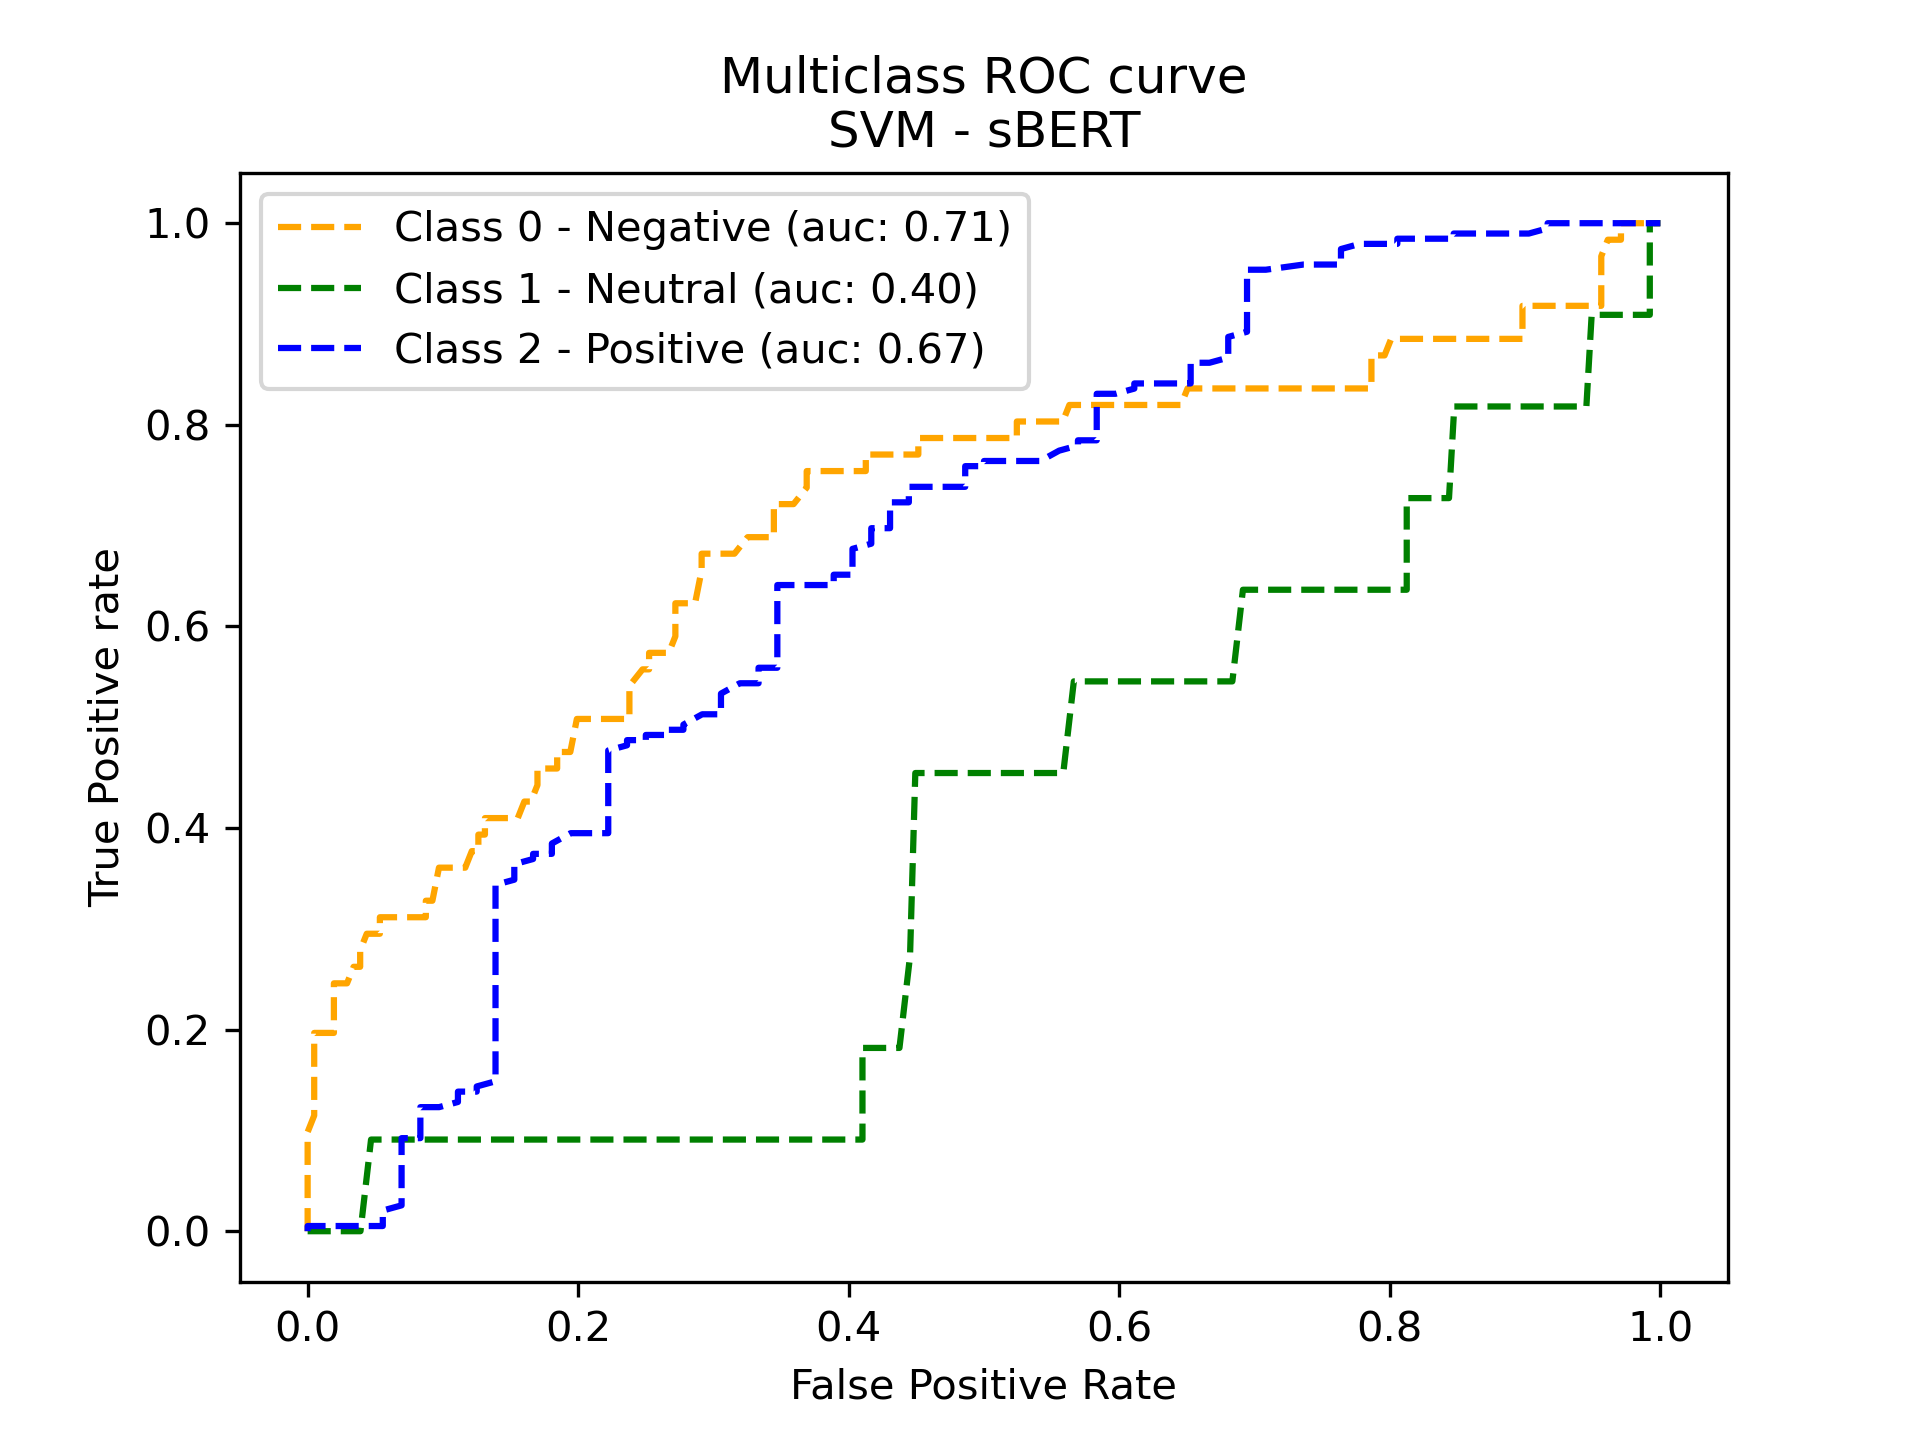 Multiclass ROC curve
SVM - sBERT
Class 0 - Negative (auc: 0.71)
Class 1 - Neutral (auc: 0.40)
Class 2 - Positive (auc: 0.67)
True Positive rate
1.0
0.8
0.6
0.4
0.2
0.0
0.0 0.2 0.4 0.6 0.8 1.0
False Positive Rate